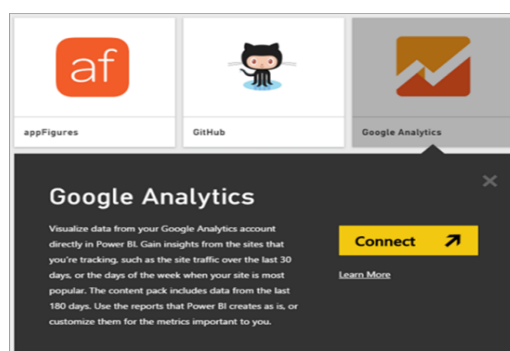 af
appFigures
GitHub
Google Analytics
Google Analytics
Visualize data from your Google Analytics account
directly in Power BI. Gain insights from the sites that
you're tracking, such as the site traffic over the last 30
days, or the days of the week when your site is most
popular. The content pack includes data from the last
180 days. Use the reports that Power BI creates as is, or
customize them for the metrics important to you.
Connect
Learn More